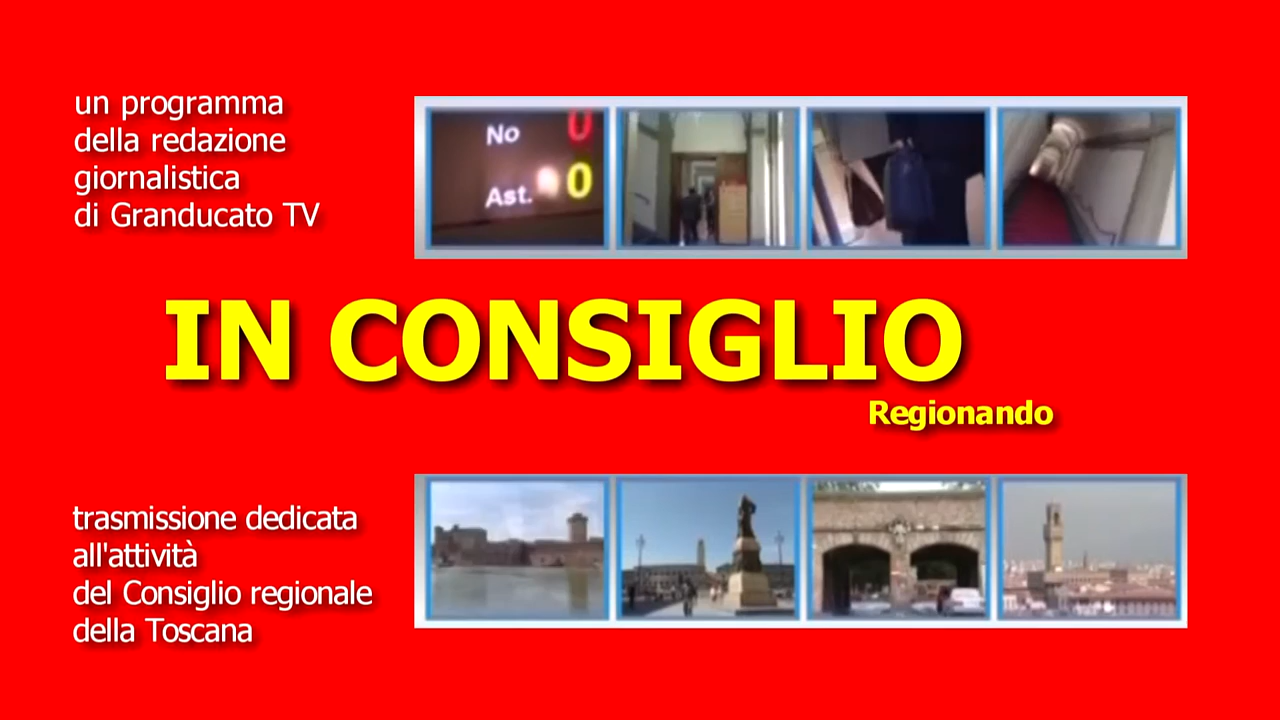 un programma
della redazione
giornalistica
di Granducato TV
No 0
Ast. 0
IN CONSIGLIO
Regionando
trasmissione dedicata
all'attività
del Consiglio regionale
della Toscana